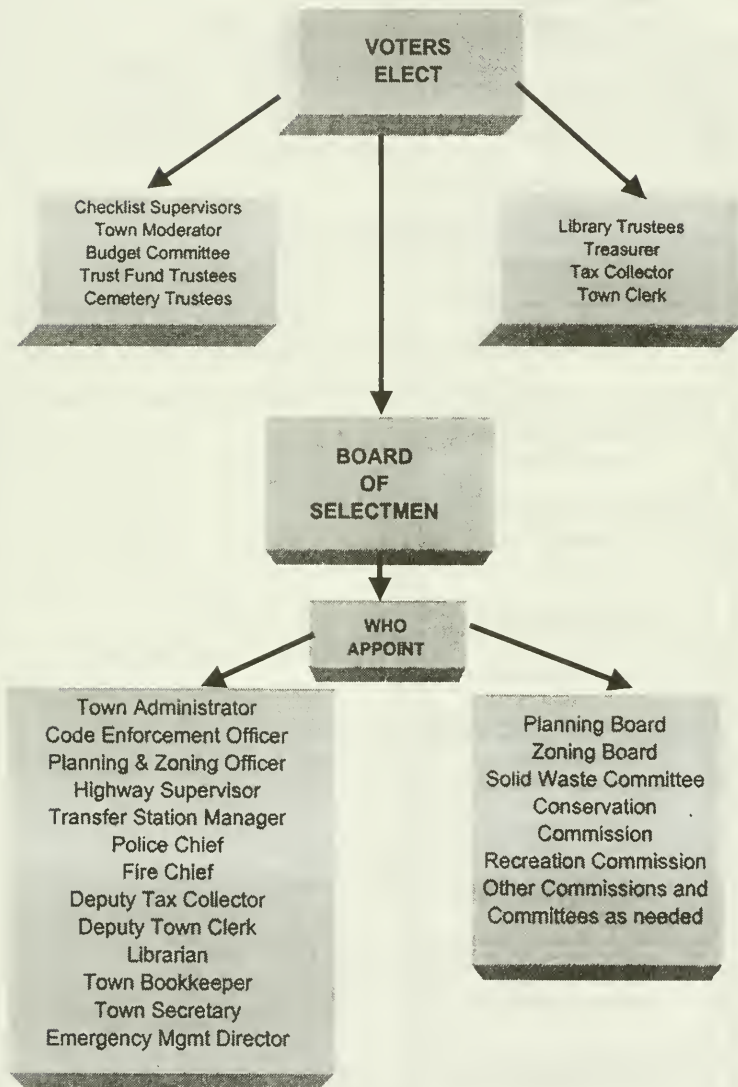 VOTERS
ELECT
Checklist Supervisors
Town Moderator
Budget Committee
Trust Fund Trustees
Cemetery Trustees
Library Trustees
Treasurer
Tax Collector
Town Clerk
BOARD
OF
SELECTMEN
WHO
APPOINT
Town Administrator
Code Enforcement Officer
Planning & Zoning Officer
Highway Supervisor
Transfer Station Manager
Police Chief
Fire Chief
Deputy Tax Collector
Deputy Town Clerk
Librarian
Town Bookkeeper
Town Secretary
Emergency Mgmt Director
Planning Board
Zoning Board
Solid Waste Committee
Conservation
Commission
Recreation Commission
Other Commissions and
Committees as needed